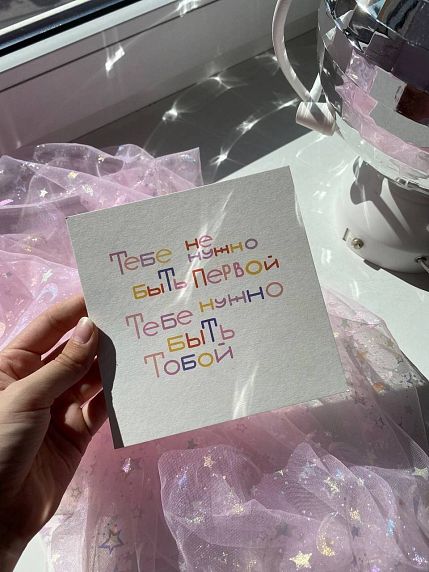 Тебе не нужно
быть первой
Тебе нужно
быть
тобой